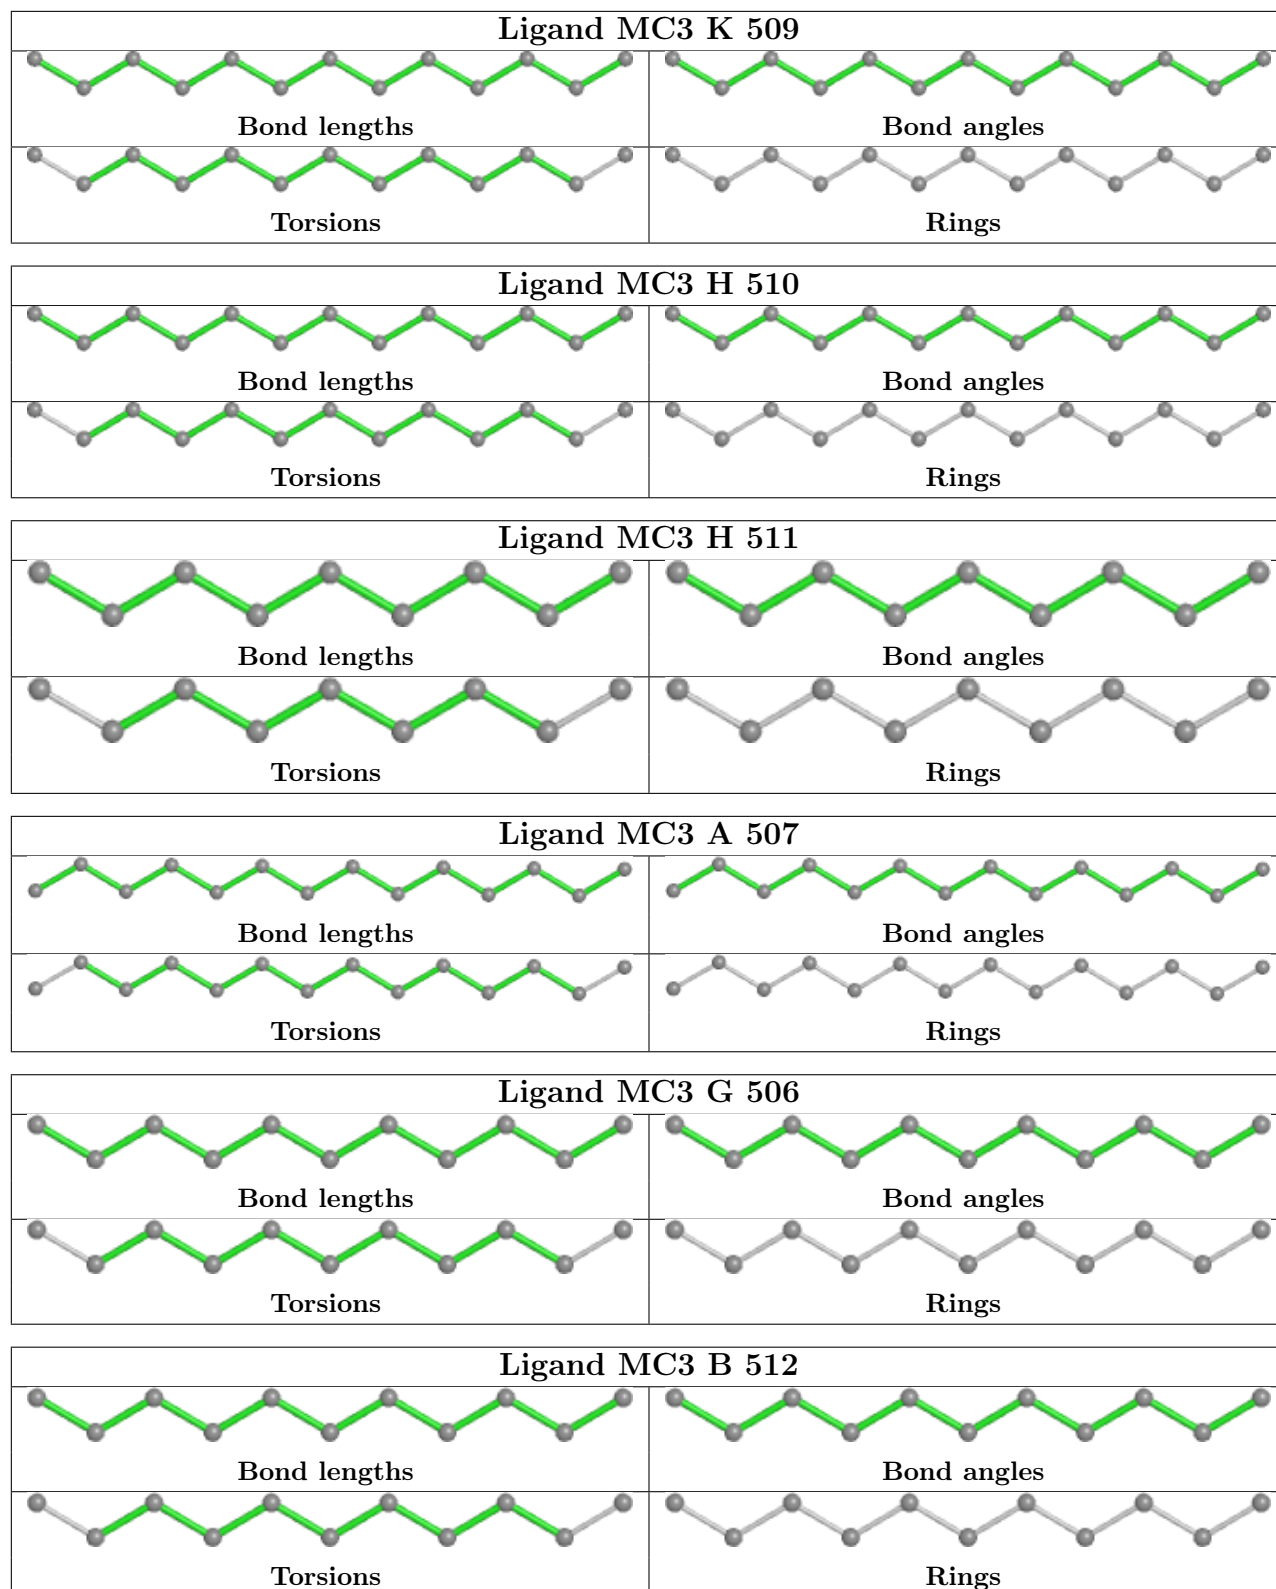 Ligand MC3 K 509
Bond lengths Bond angles
Torsions Rings
Ligand MC3 H 510
Bond lengths Bond angles
Torsions Rings
Ligand MC3 H 511
Bond lengths Bond angles
Torsions Rings
Ligand MC3 A 507
Bond lengths Bond angles
Torsions Rings
Ligand MC3 G 506
Bond lengths Bond angles
Torsions Rings
Ligand MC3 B 512
Bond lengths Bond angles
Torsions Rings